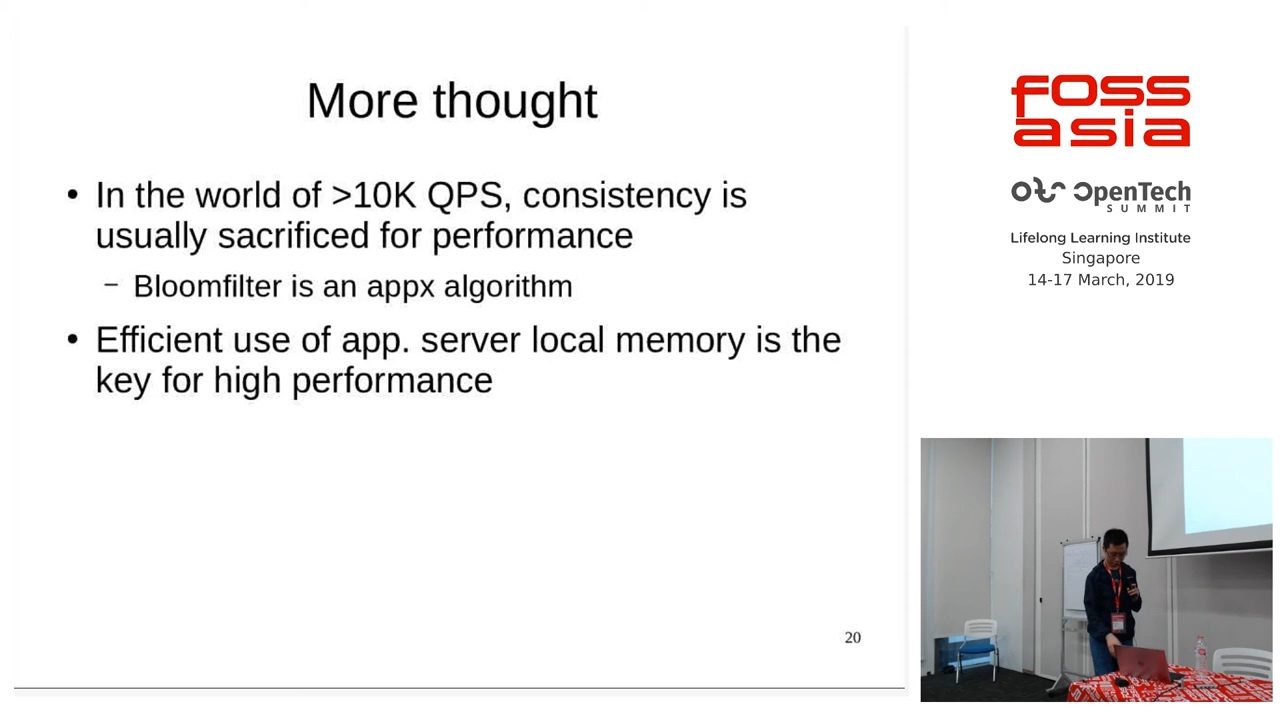 More thought
• In the world of >10K QPS, consistency is
usually sacrificed for performance
– Bloomfilter is an appx algorithm
• Efficient use of app. server local memory is the
key for high performance
20
foss
asia
OpenTech
SUMMIT
Lifelong Learning Institute
Singapore
14-17 March, 2019